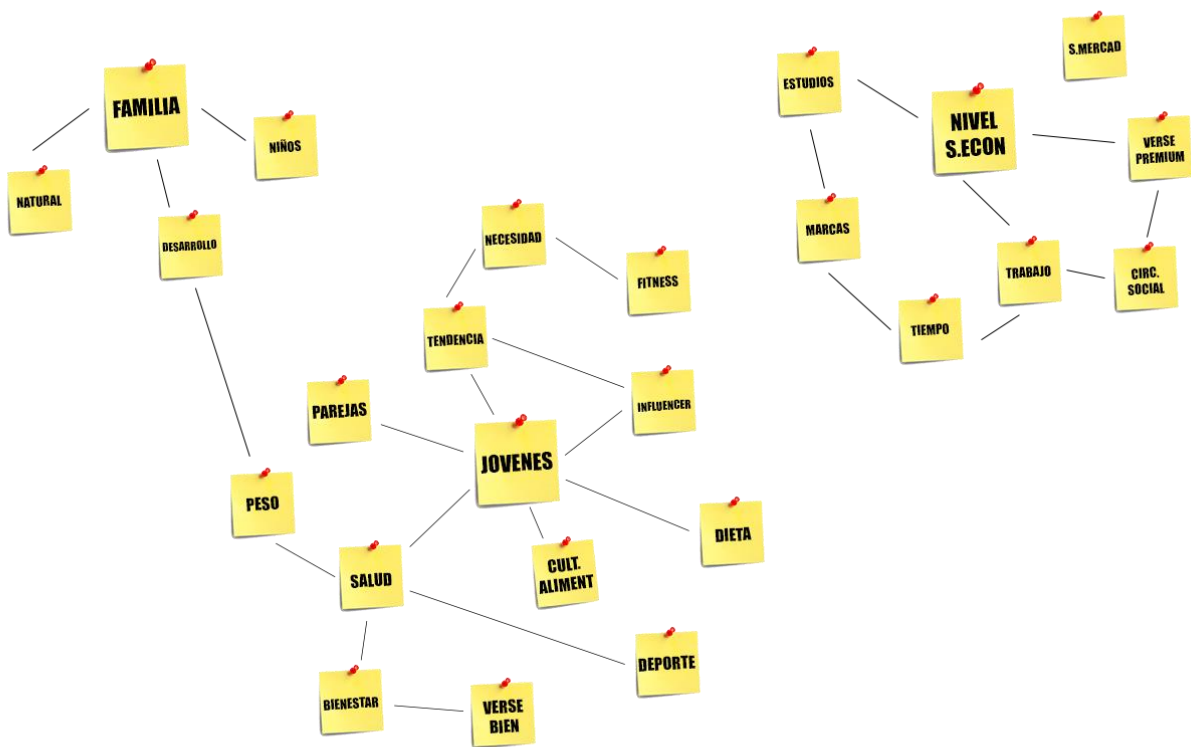 S.MERCAD
ESTUDIOS
FAMILIA
NIVEL
S.ECON
NIÑOS
VERSE
PREMIUM
NATURAL
MARCAS
NECESIDAD
DESARROLLO
TRABAJO
CIRC.
SOCIAL
FITNESS
TIEMPO
TENDENCIA
INFLUENCER
PAREJAS
JOVENES
PESO
DIETA
CULT.
ALIMENT
SALUD
DEPORTE
BIENESTAR
VERSE
BIEN